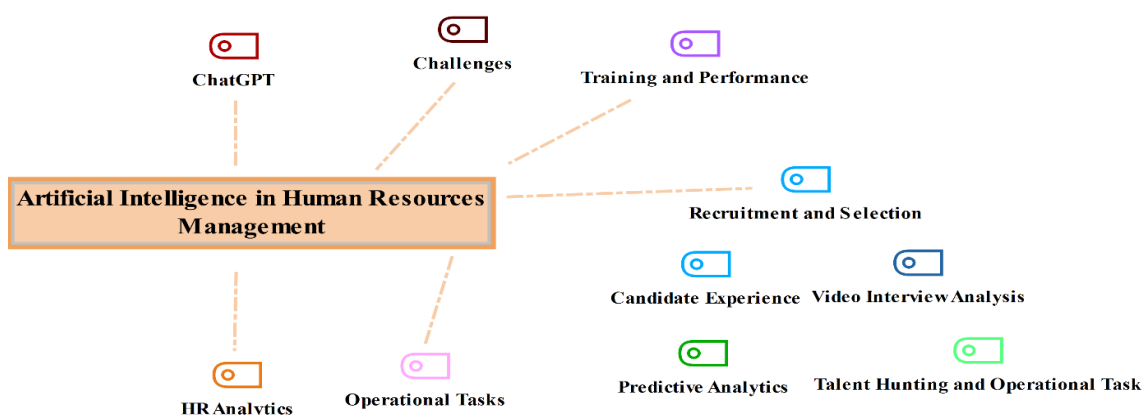 ChatGPT
Challenges
Training and Performance
Artificial Intelligence in Human Resources
Management
Recruitment and Selection
Candidate Experience
Video Interview Analysis
Predictive Analytics
Talent Hunting and Operational Task
HR Analytics
Operational Tasks